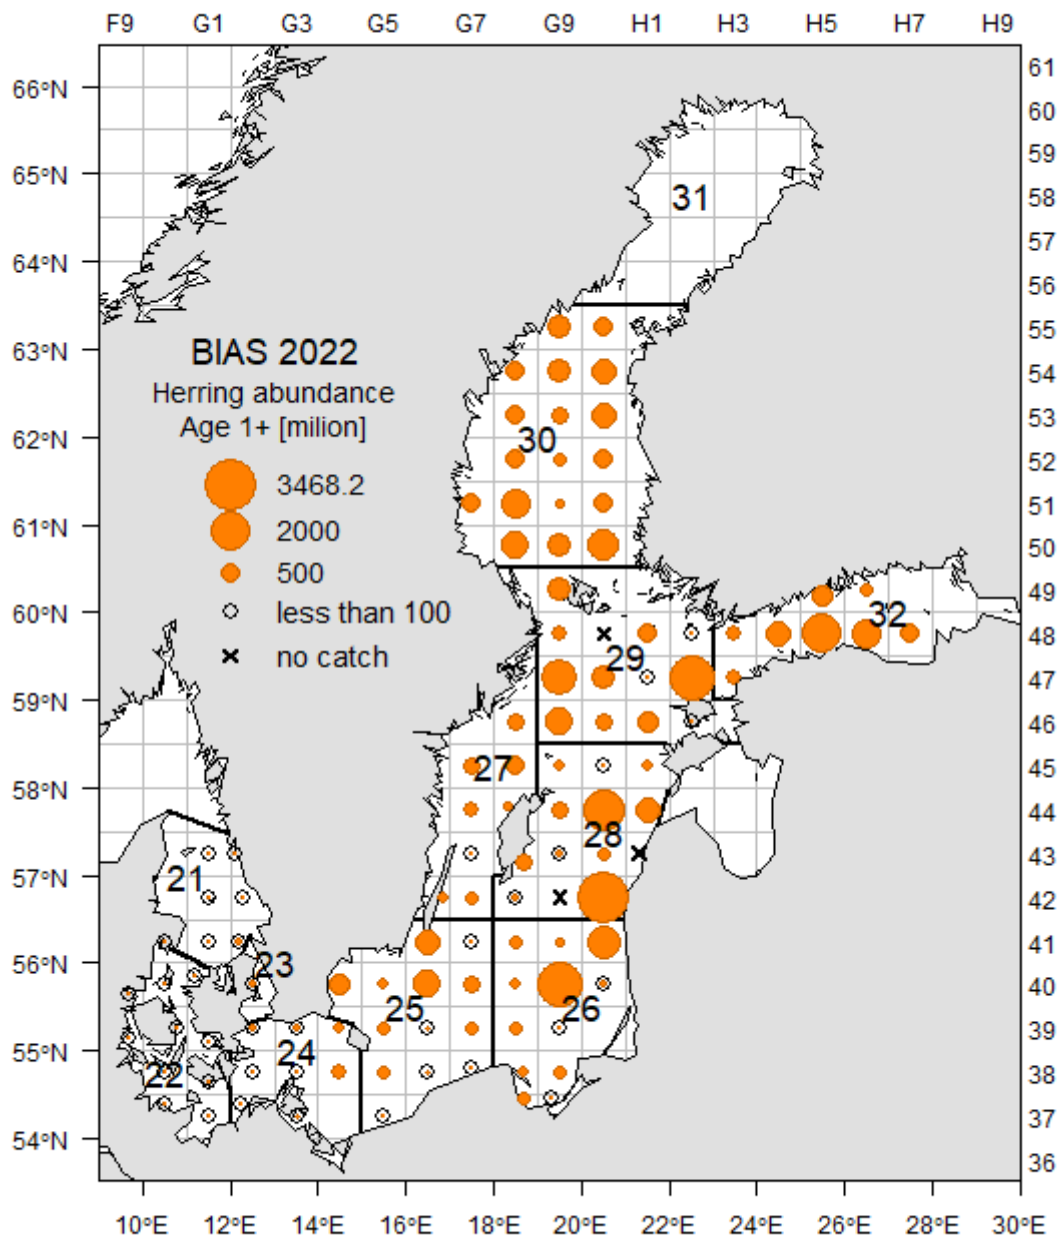 F9 G1 G3 G5 G7 G9 H1 H3 H5 H7 H9
66°N
65°N
64°N
63°N
62°N
61°N
60°N
59°N
58°N
57°N
56°N
55°N
54°N
BIAS 2022
Herring abundance
Age 1+ [milion]
3468.2
2000
500
less than 100
no catch
31
30
32
29
27
28
21
23
25
26
24
22
61
60
59
58
57
56
55
54
53
52
51
50
49
48
47
46
45
44
43
42
41
40
39
38
37
36
10°E 12°E 14°E 16°E 18°E 20°E 22°E 24°E 26°E 28°E 30°E